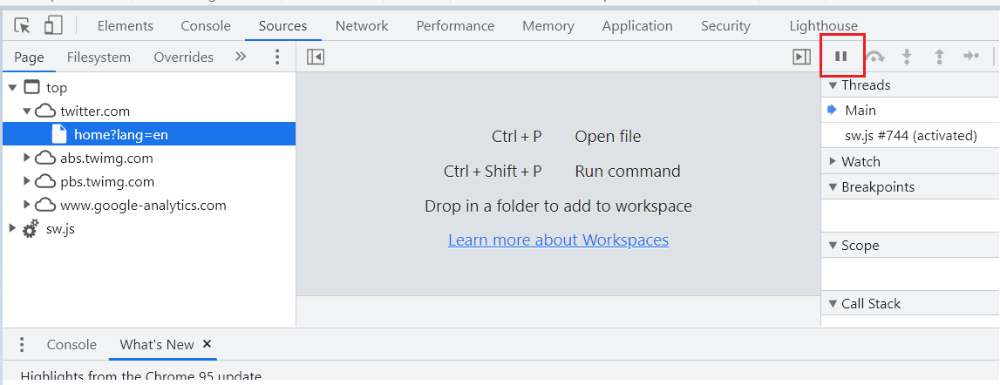 Elements Console Sources Network Performance Memory Application Security Lighthouse
Page Filesystem Overrides
top
twitter.com
home?lang=en
abs.twimg.com
pbs.twimg.com
www.google-analytics.com
sw.js
Ctrl + P Open file
Ctrl + Shift + P Run command
Drop in a folder to add to workspace
Learn more about Workspaces
Threads
Main
sw.js #744 (activated)
Watch
Breakpoints
Scope
Call Stack
Console What's New
Highlights from the Chrome 95 update